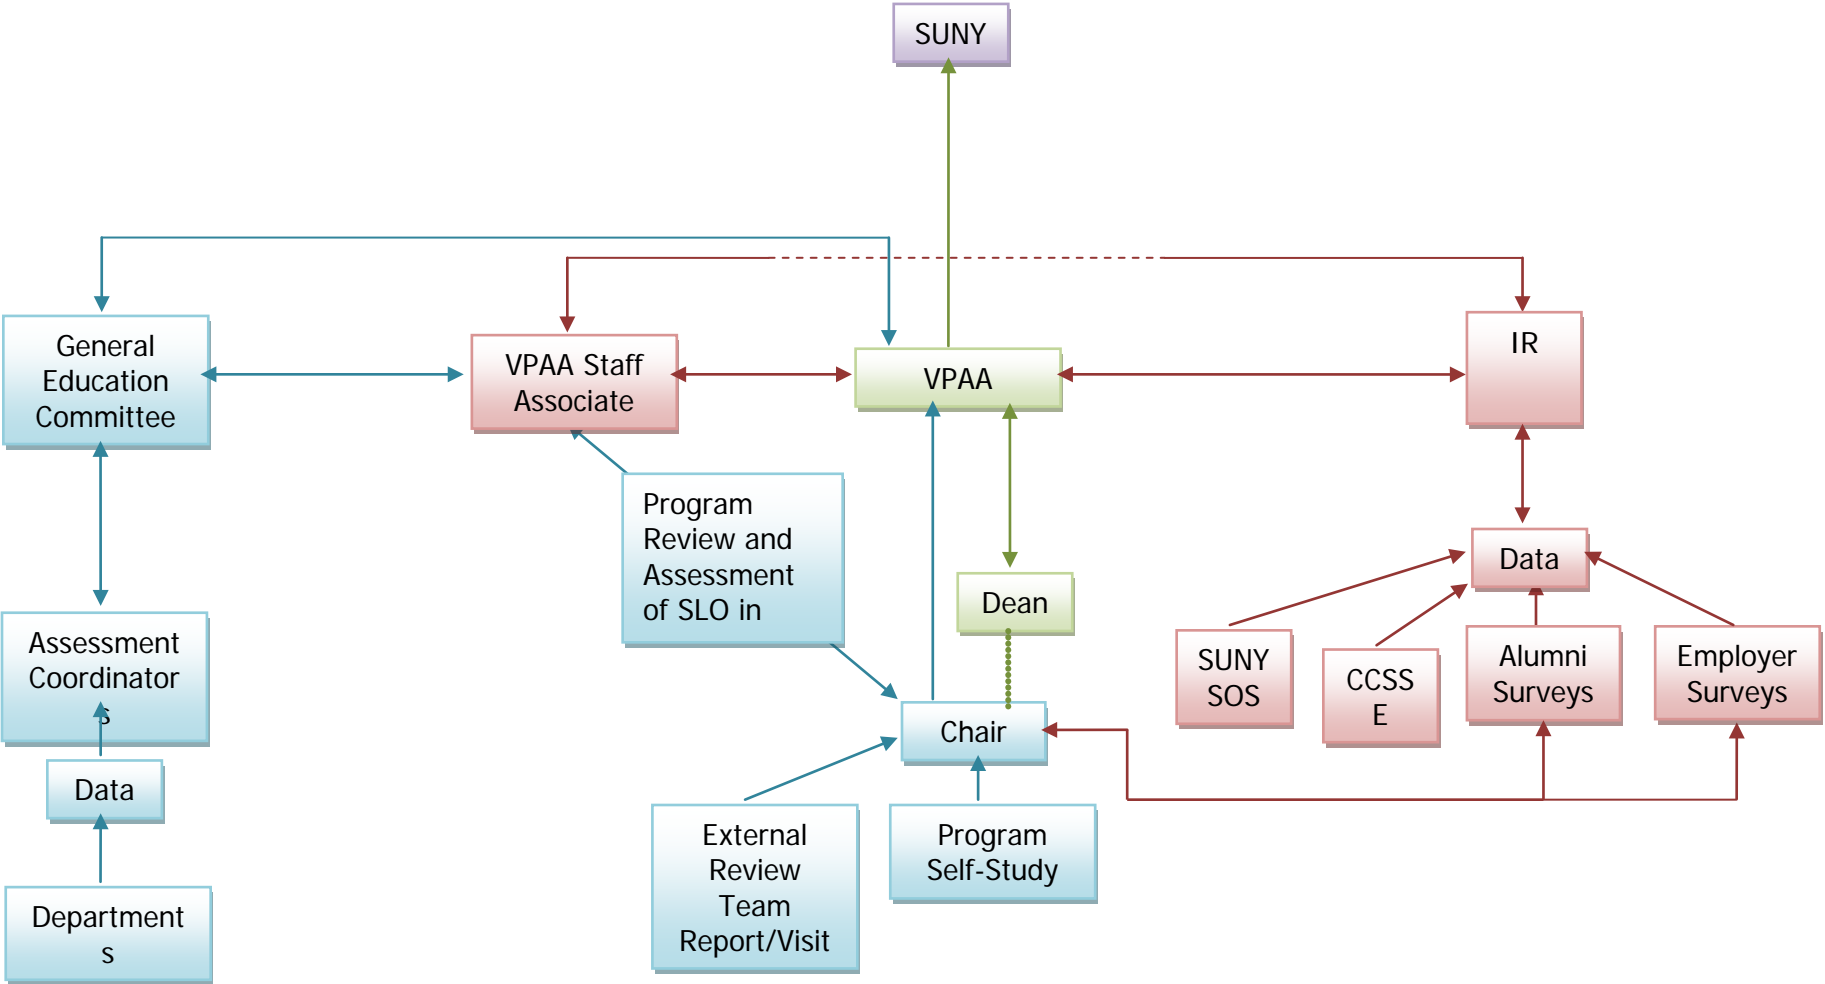 SUNY
General
Education
Committee
VPAA Staff
Associate
VPAA
IR
Program
Review and
Assessment
of SLO in
Data
Dean
Assessment
Coordinator
s
SUNY
SOS
CCSS
E
Alumni
Surveys
Employer
Surveys
Chair
Data
External
Review
Team
Report/Visit
Program
Self-Study
Department
s